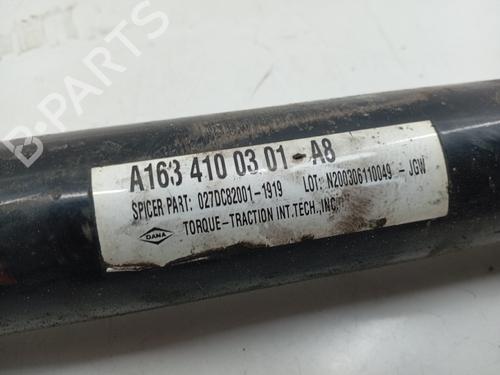 B-PARTS
A163 410 03 01-A8
SPICER PART: 027DC82001-1919 LOT: N200306110049-JGW
DANA TORQUE-TRACTION INT.TECH.,INC.